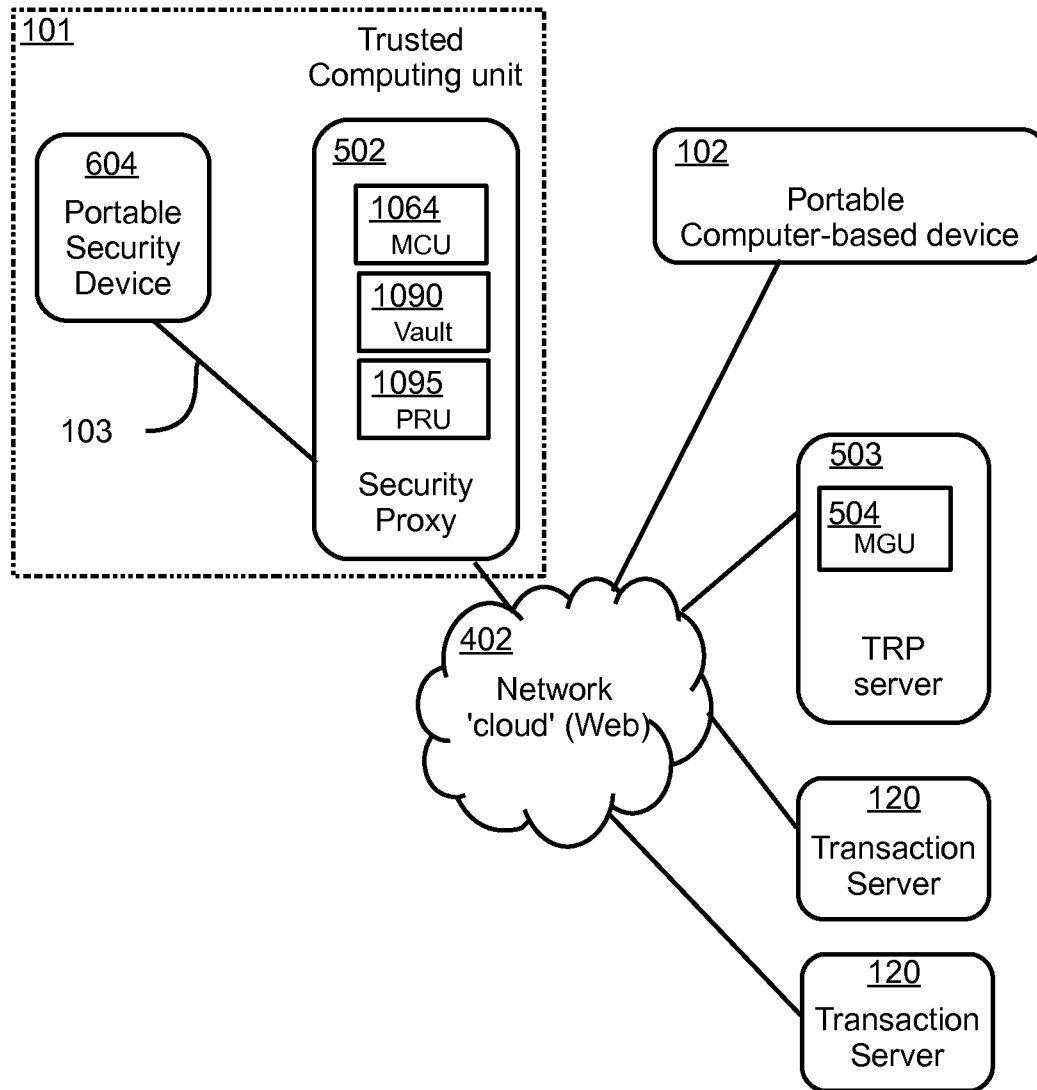 101
Trusted
Computing unit
604
Portable
Security
Device
502
1064
MCU
1090
Vault
1095
PRU
Security
Proxy
103
102
Portable
Computer-based device
503
504
MGU
TRP
server
402
Network
'cloud' (Web)
120
Transaction
Server
120
Transaction
Server